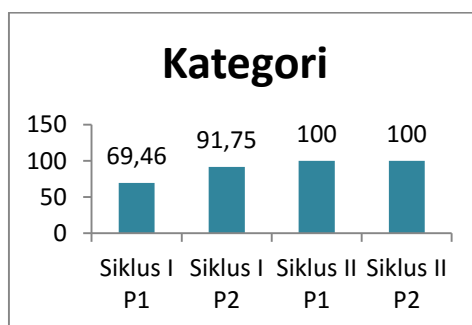 Kategori
150
100
50
0
69,46
91,75
100
100
Siklus I P1
Siklus I P2
Siklus II P1
Siklus II P2